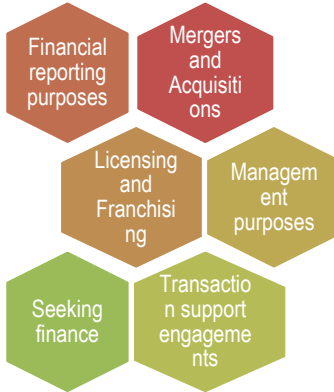 Financial
reporting
purposes
Mergers
and
Acquisiti
ons
Licensing
and
Franchisi
ng
Managem
ent
purposes
Seeking
finance
Transactio
n support
engageme
nts